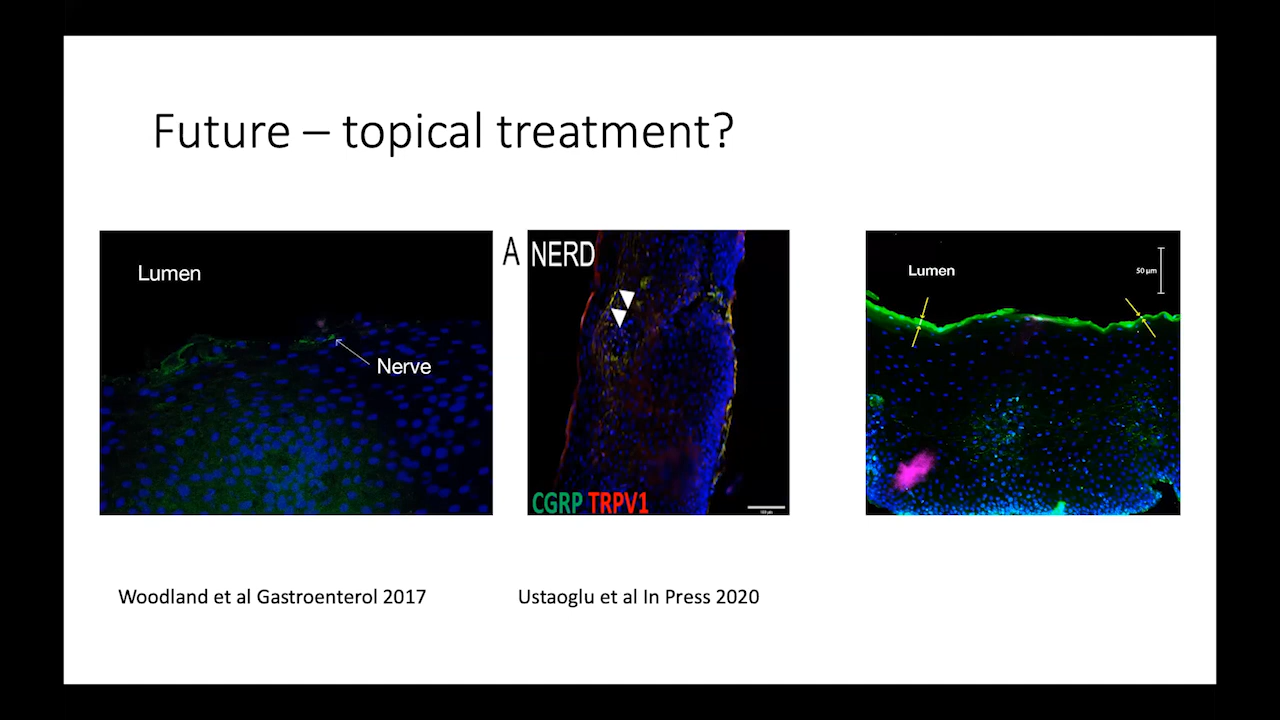 Future – topical treatment?
Lumen
Nerve
A NERD
CGRP TRPV1
Lumen
50 µm
Woodland et al Gastroenterol 2017
Ustaoglu et al In Press 2020